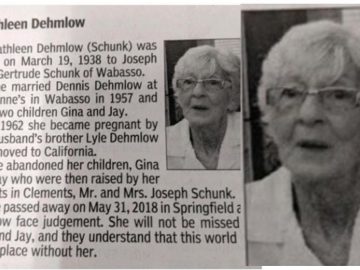 hleen Dehmlow
athleen Dehmlow (Schunk) was
on March 19, 1938 to Joseph
Gertrude Schunk of Wabasso.
e married Dennis Dehmlow at
nne's in Wabasso in 1957 and
wo children Gina and Jay.
1962 she became pregnant by
usband's brother Lyle Dehmlow
moved to California.
e abandoned her children, Gina
ay who were then raised by her
ts in Clements, Mr. and Mrs. Joseph Schunk.
e passed away on May 31, 2018 in Springfield a
ow face judgement. She will not be missed
nd Jay, and they understand that this world
place without her.